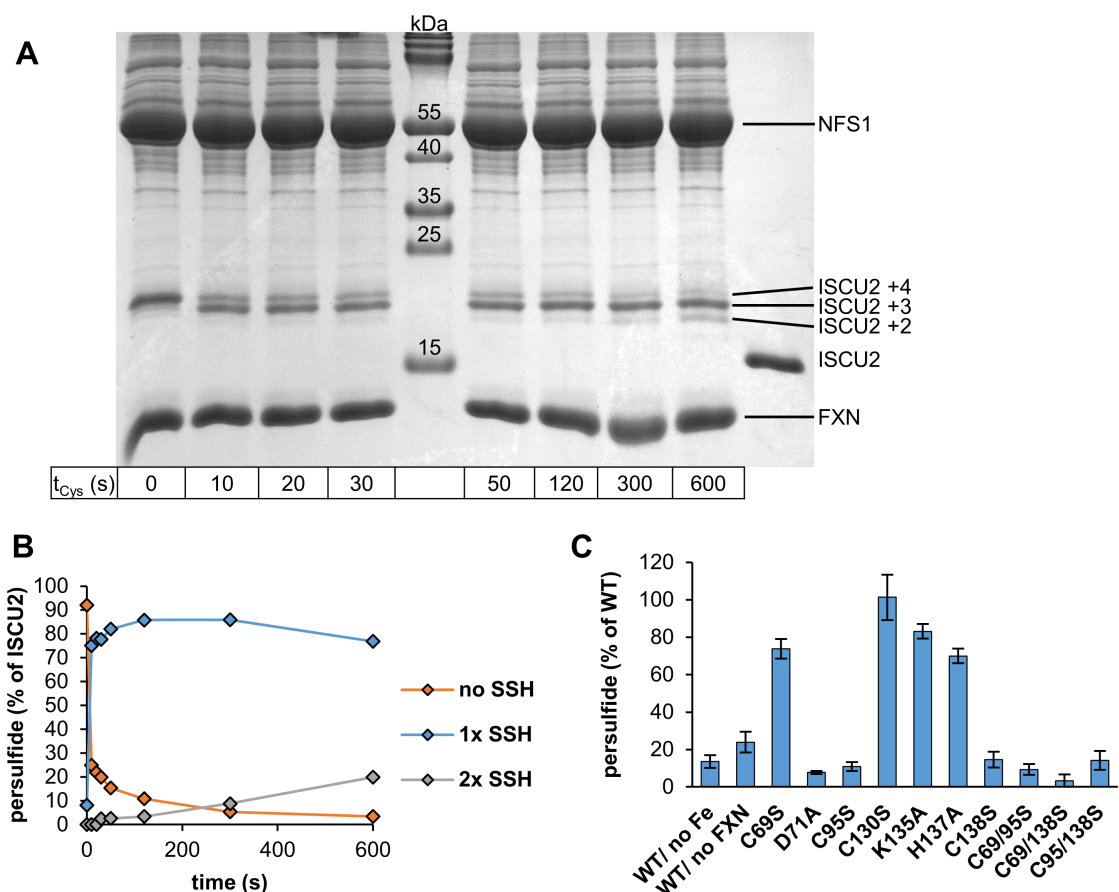 A
kDa
55
40
35
25
15
NFS1
ISCU2 +4
ISCU2 +3
ISCU2 +2
ISCU2
FXN
tCys (s) 0 10 20 30 50 120 300 600
B
persulfide (% of ISCU2)
100
90
80
70
60
50
40
30
20
10
0
0 200 400 600
time (s)
no SSH
1x SSH
2x SSH
C
persulfide (% of WT)
120
100
80
60
40
20
0
WT/ no Fe
WT/ no FXN
C69S
D71A
C95S
C130S
K135A
H137A
C138S
C69/95S
C69/138S
C95/138S